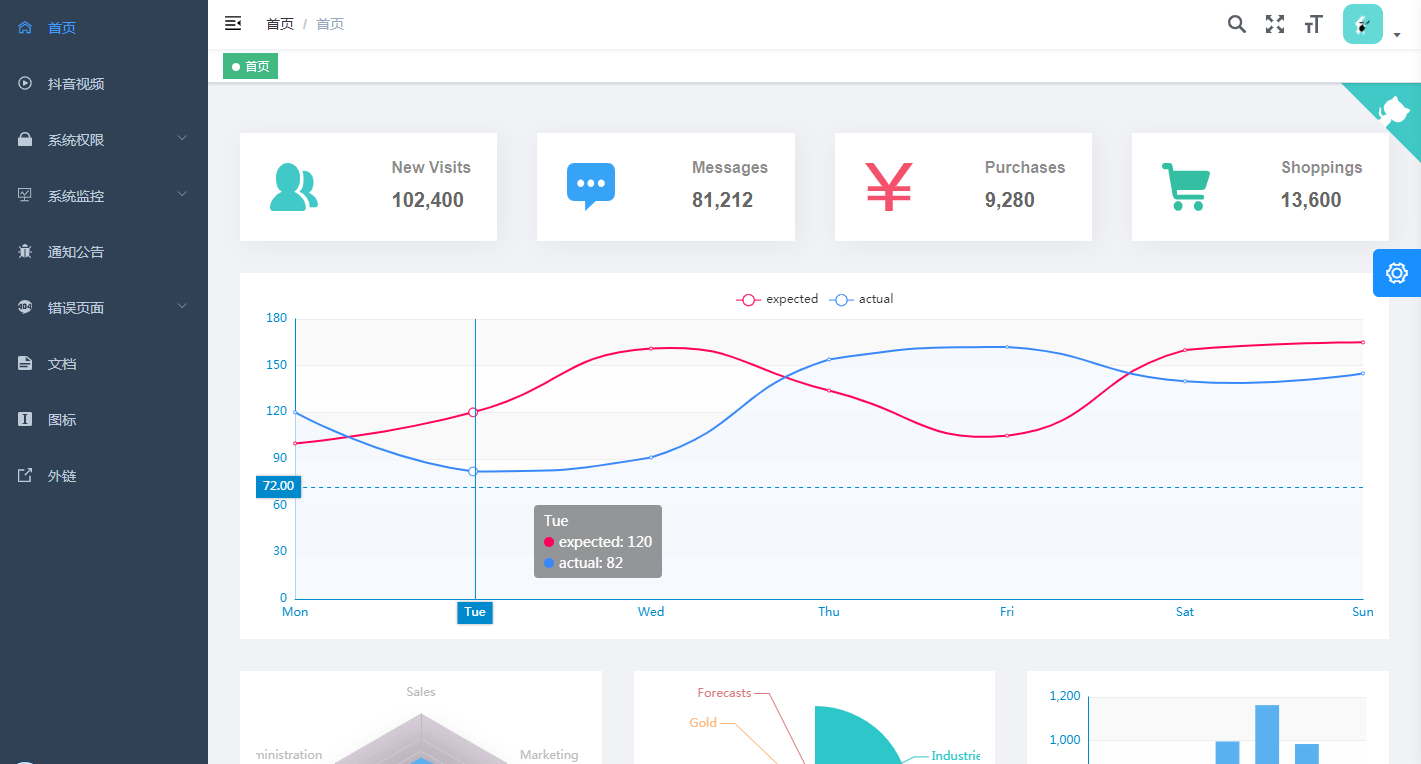 首页
抖音视频
系统权限
系统监控
通知公告
错误页面
文档
图标
外链
首页 / 首页
首页
New Visits
102,400
Messages
81,212
Purchases
9,280
Shoppings
13,600
expected actual
180
150
120
90
72.00
60
30
0
Tue
expected: 120
actual: 82
Mon Tue Wed Thu Fri Sat Sun
Sales
ministration
Marketing
Forecasts
Gold
Industrie
1,200
1,000